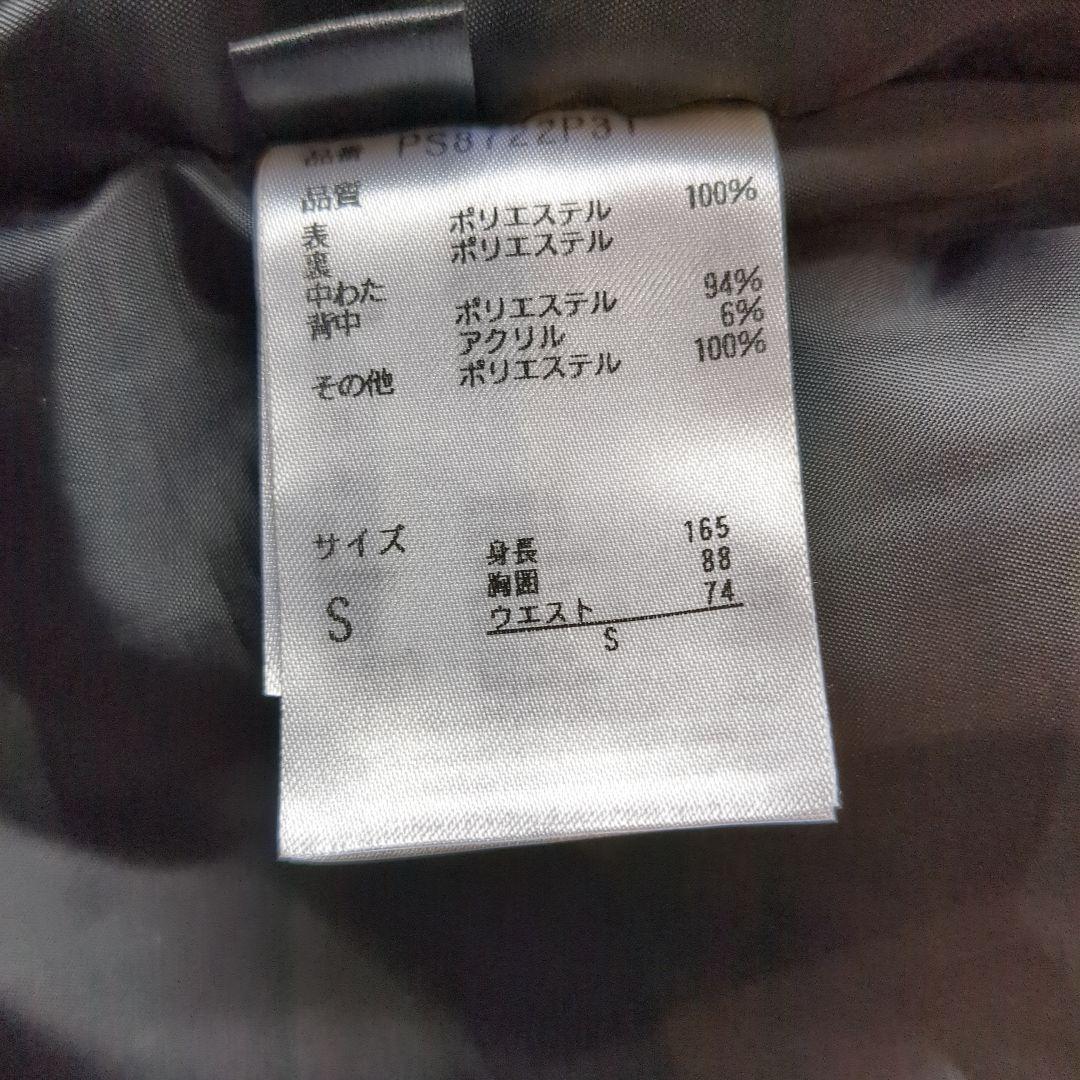 品番 PS8722P31
品質
表 ポリエステル 100%
裏 ポリエステル
中わた
背中 ポリエステル 94%
アクリル 6%
その他 ポリエステル 100%
サイズ 身長 165
胸囲 88
S ウエスト 74
S